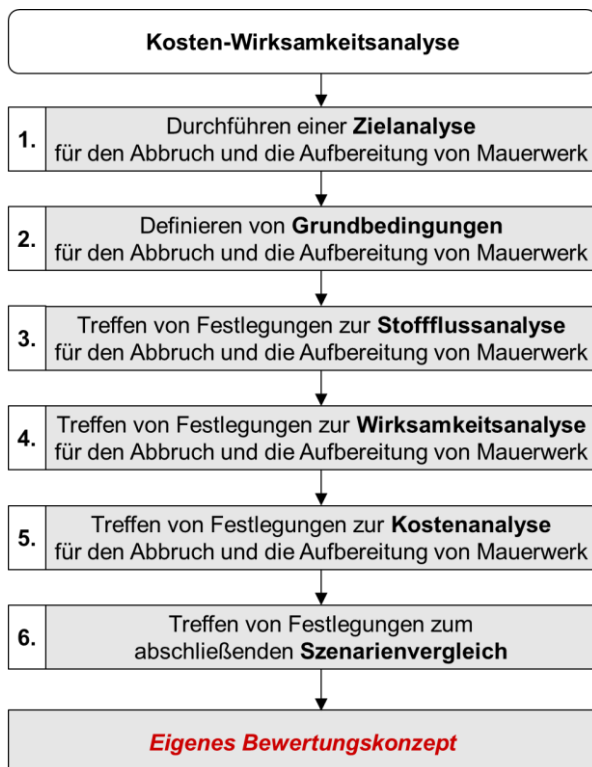 Kosten-Wirksamkeitsanalyse
1.
Durchführen einer Zielanalyse
für den Abbruch und die Aufbereitung von Mauerwerk
2.
Definieren von Grundbedingungen
für den Abbruch und die Aufbereitung von Mauerwerk
3.
Treffen von Festlegungen zur Stoffflussanalyse
für den Abbruch und die Aufbereitung von Mauerwerk
4.
Treffen von Festlegungen zur Wirksamkeitsanalyse
für den Abbruch und die Aufbereitung von Mauerwerk
5.
Treffen von Festlegungen zur Kostenanalyse
für den Abbruch und die Aufbereitung von Mauerwerk
6.
Treffen von Festlegungen zum
abschließenden Szenarienvergleich
Eigenes Bewertungskonzept